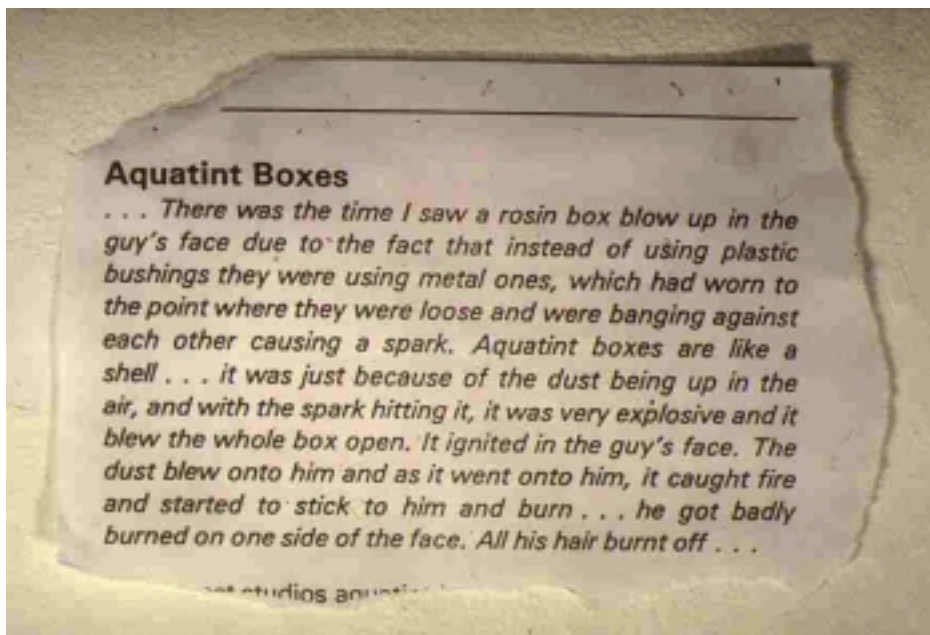 Aquatint Boxes
. . . There was the time I saw a rosin box blow up in the
guy's face due to the fact that instead of using plastic
bushings they were using metal ones, which had worn to
the point where they were loose and were banging against
each other causing a spark. Aquatint boxes are like a
shell . . . it was just because of the dust being up in the
air, and with the spark hitting it, it was very explosive and it
blew the whole box open. It ignited in the guy's face. The
dust blew onto him and as it went onto him, it caught fire
and started to stick to him and burn . . . he got badly
burned on one side of the face. All his hair burnt off . . .
studios